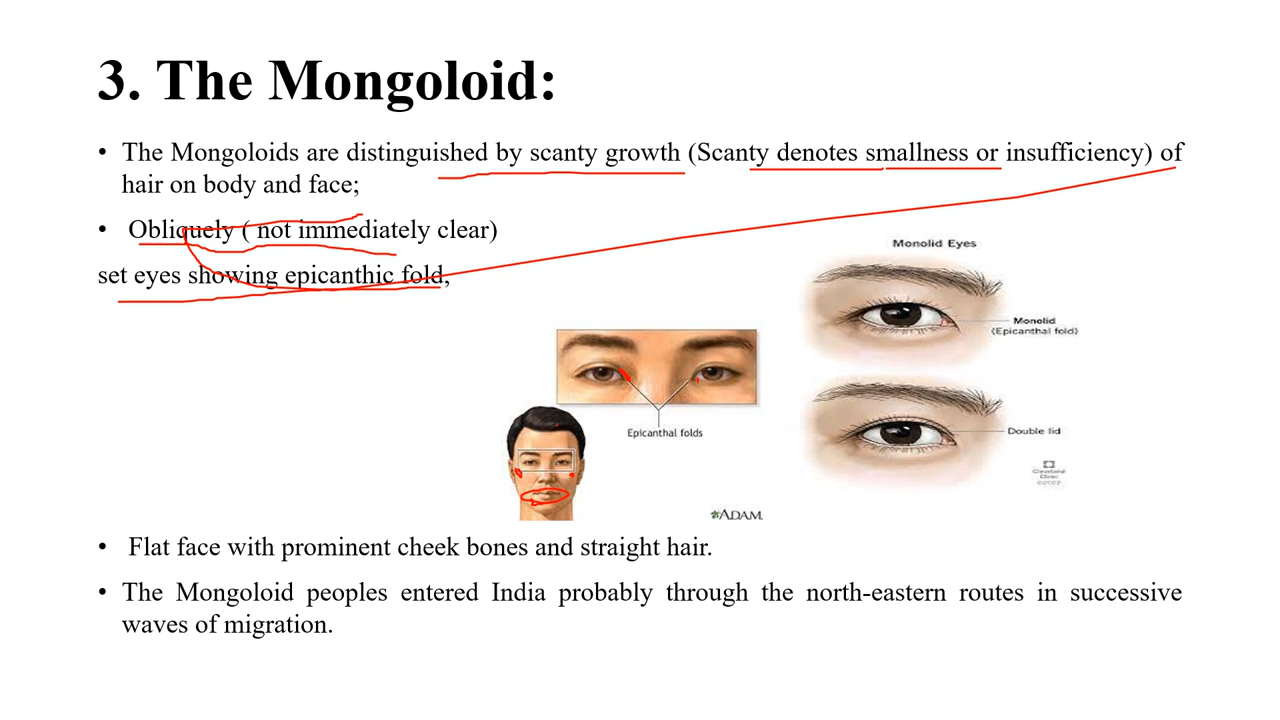 3. The Mongoloid:
• The Mongoloids are distinguished by scanty growth (Scanty denotes smallness or insufficiency) of
hair on body and face;
• Obliquely ( not immediately clear)
set eyes showing epicanthic fold,
Monolid Eyes
Monolid
(Epicanthal fold)
Epicanthal folds
Double lid
Cleveland
Clinic
©2022
ADAM.
• Flat face with prominent cheek bones and straight hair.
• The Mongoloid peoples entered India probably through the north-eastern routes in successive
waves of migration.